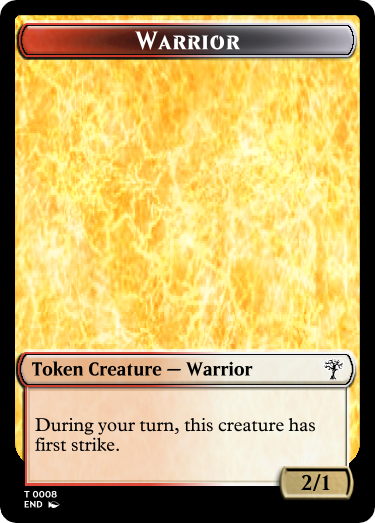 Warrior
Token Creature — Warrior
During your turn, this creature has
first strike.
2/1
T 0008
END